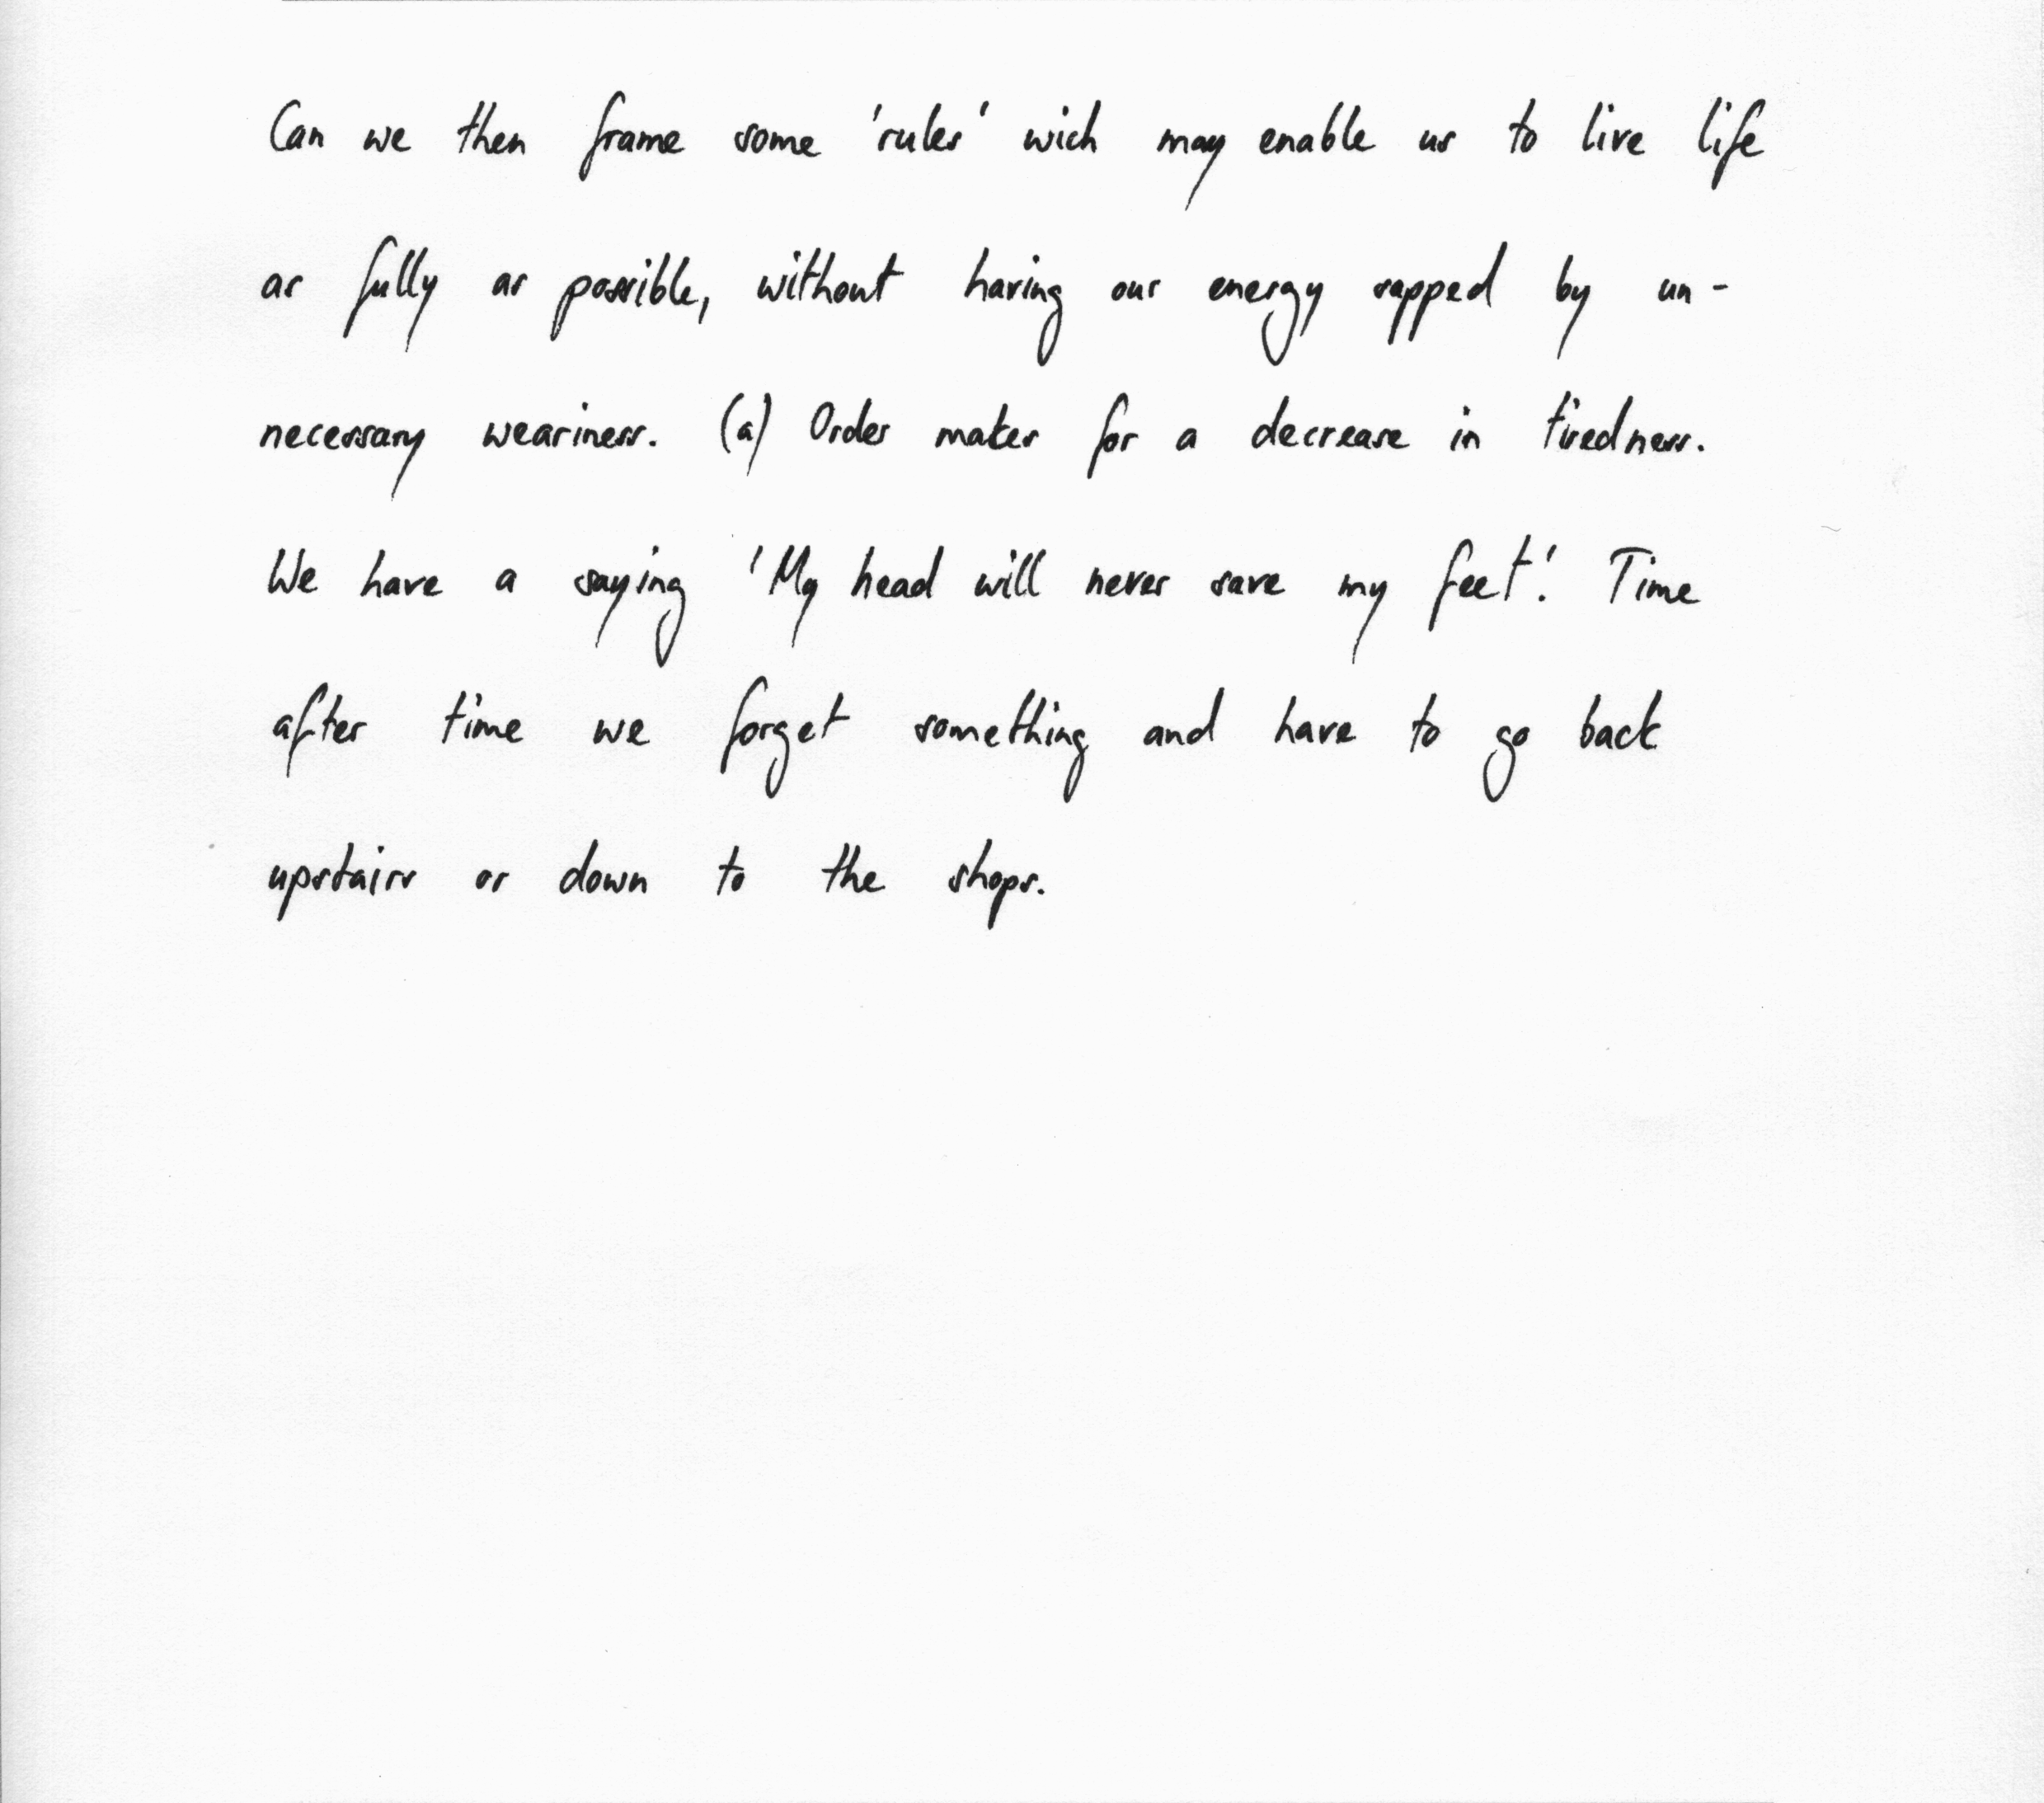 Can we then frame some 'rules' wich may enable us to live life
as fully as possible, without having our energy sapped by un-
necessary weariness. (a) Order makes for a decrease in tiredness.
We have a saying 'My head will never save my feet'. Time
after time we forget something and have to go back
upstairs or down to the shops.